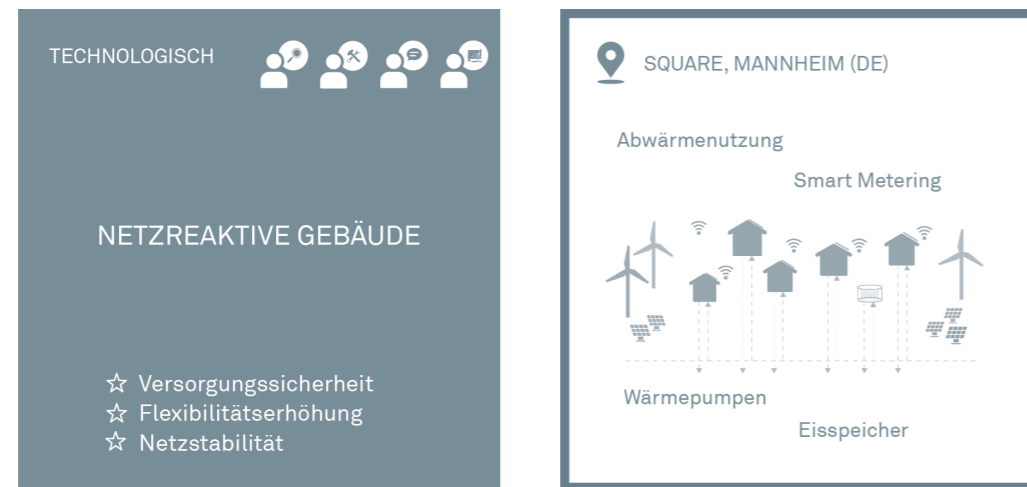 TECHNOLOGISCH
NETZREAKTIVE GEBÄUDE
Versorgungssicherheit
Flexibilitätserhöhung
Netzstabilität
SQUARE, MANNHEIM (DE)
Abwärmenutzung
Smart Metering
Wärmepumpen
Eisspeicher